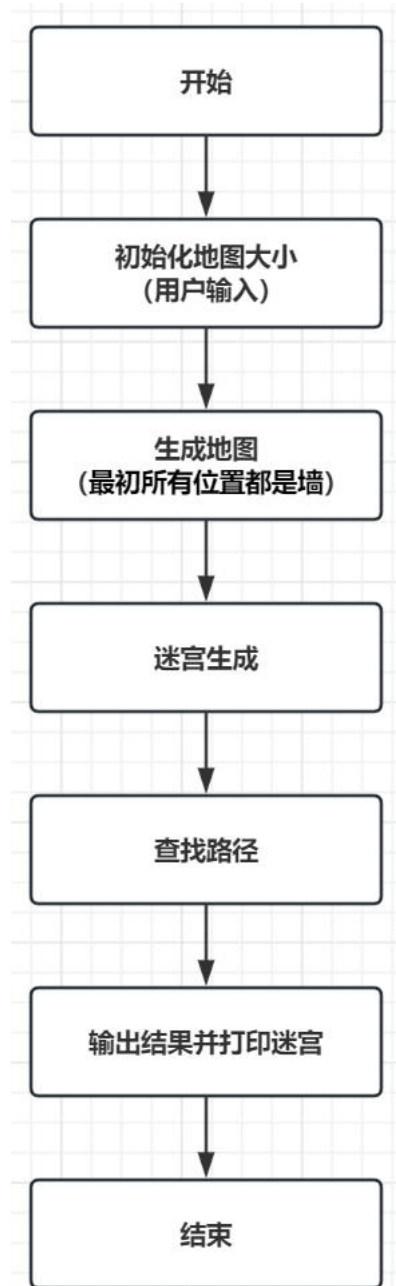 开始
初始化地图大小
（用户输入）
生成地图
（最初所有位置都是墙）
迷宫生成
查找路径
输出结果并打印迷宫
结束